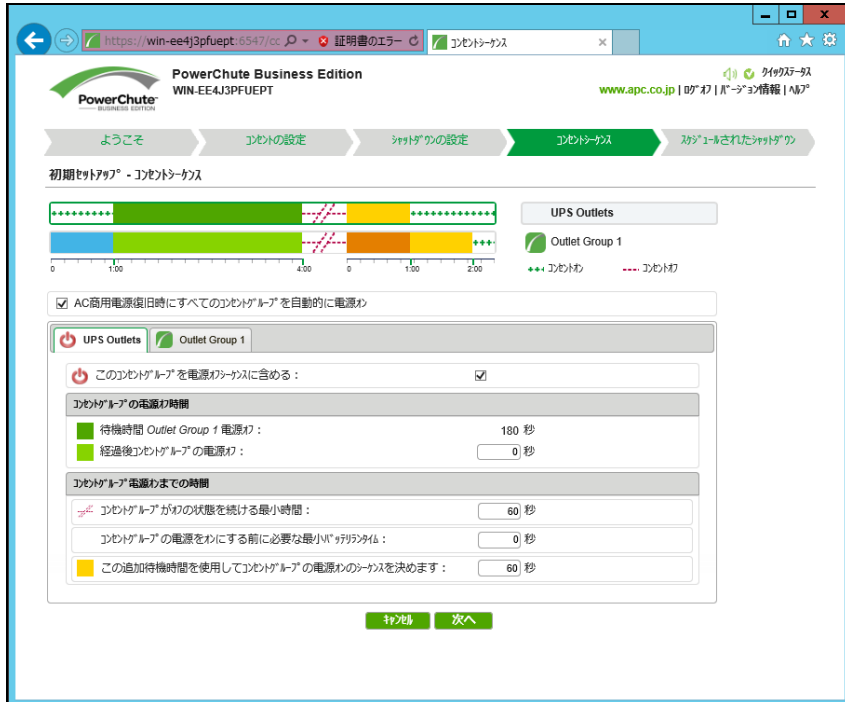 https://win-ee4j3pfuept:6547/cc
証明書のエラー
ｺﾝｾﾝﾄｼｰｹﾝｽ
PowerChute
BUSINESS EDITION
PowerChute Business Edition
WIN-EE4J3PFUEPT
ｸｲｯｸｽﾃｰﾀｽ
www.apc.co.jp | ﾛｸﾞｵﾌ | ﾊﾞｰｼﾞｮﾝ情報 | ﾍﾙﾌﾟ
ようこそ
ｺﾝｾﾝﾄの設定
ｼｬｯﾄﾀﾞｳﾝの設定
ｺﾝｾﾝﾄｼｰｹﾝｽ
ｽｹｼﾞｭｰﾙされたｼｬｯﾄﾀﾞｳﾝ
初期ｾｯﾄｱｯﾌﾟ - ｺﾝｾﾝﾄｼｰｹﾝｽ
UPS Outlets
Outlet Group 1
0 1:00 4:00 0 1:00 2:00
ｺﾝｾﾝﾄｵﾝ ｺﾝｾﾝﾄｵﾌ
AC商用電源復旧時にすべてのｺﾝｾﾝﾄｸﾞﾙｰﾌﾟを自動的に電源ｵﾝ
UPS Outlets
Outlet Group 1
このｺﾝｾﾝﾄｸﾞﾙｰﾌﾟを電源ｵﾌｼｰｹﾝｽに含める：
ｺﾝｾﾝﾄｸﾞﾙｰﾌﾟの電源ｵﾌ時間
待機時間 Outlet Group 1 電源ｵﾌ： 180 秒
経過後ｺﾝｾﾝﾄｸﾞﾙｰﾌﾟの電源ｵﾌ： 0 秒
ｺﾝｾﾝﾄｸﾞﾙｰﾌﾟ電源ｵﾝまでの時間
ｺﾝｾﾝﾄｸﾞﾙｰﾌﾟがｵﾌの状態を続ける最小時間： 60 秒
ｺﾝｾﾝﾄｸﾞﾙｰﾌﾟの電源をｵﾝにする前に必要な最小ﾊﾞｯﾃﾘﾗﾝﾀｲﾑ： 0 秒
この追加待機時間を使用してｺﾝｾﾝﾄｸﾞﾙｰﾌﾟの電源ｵﾝのｼｰｹﾝｽを決めます： 60 秒
ｷｬﾝｾﾙ
次へ